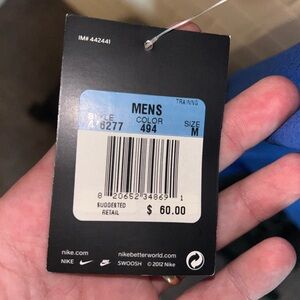 IM# 442441
TRAINING
MENS
STYLE COLOR SIZE
494 M
8 20652 34869 1
SUGGESTED
RETAIL $ 60.00
nike.com nikebetterworld.com
NIKE SWOOSH © 2012 Nike